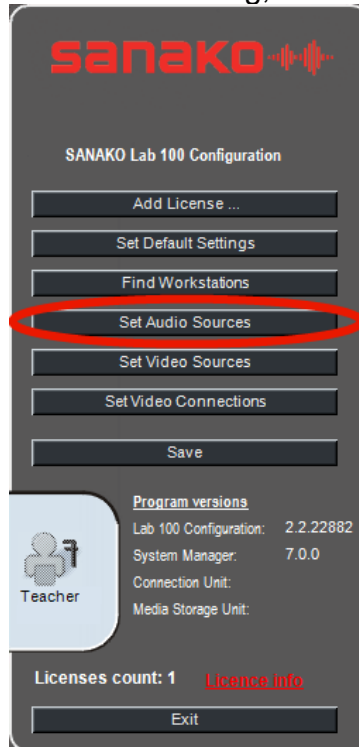 sanako
SANAKO Lab 100 Configuration
Add License ...
Set Default Settings
Find Workstations
Set Audio Sources
Set Video Sources
Set Video Connections
Save
Program versions
Lab 100 Configuration: 2.2.22882
System Manager: 7.0.0
Connection Unit:
Media Storage Unit:
Teacher
Licenses count: 1 Licence info
Exit